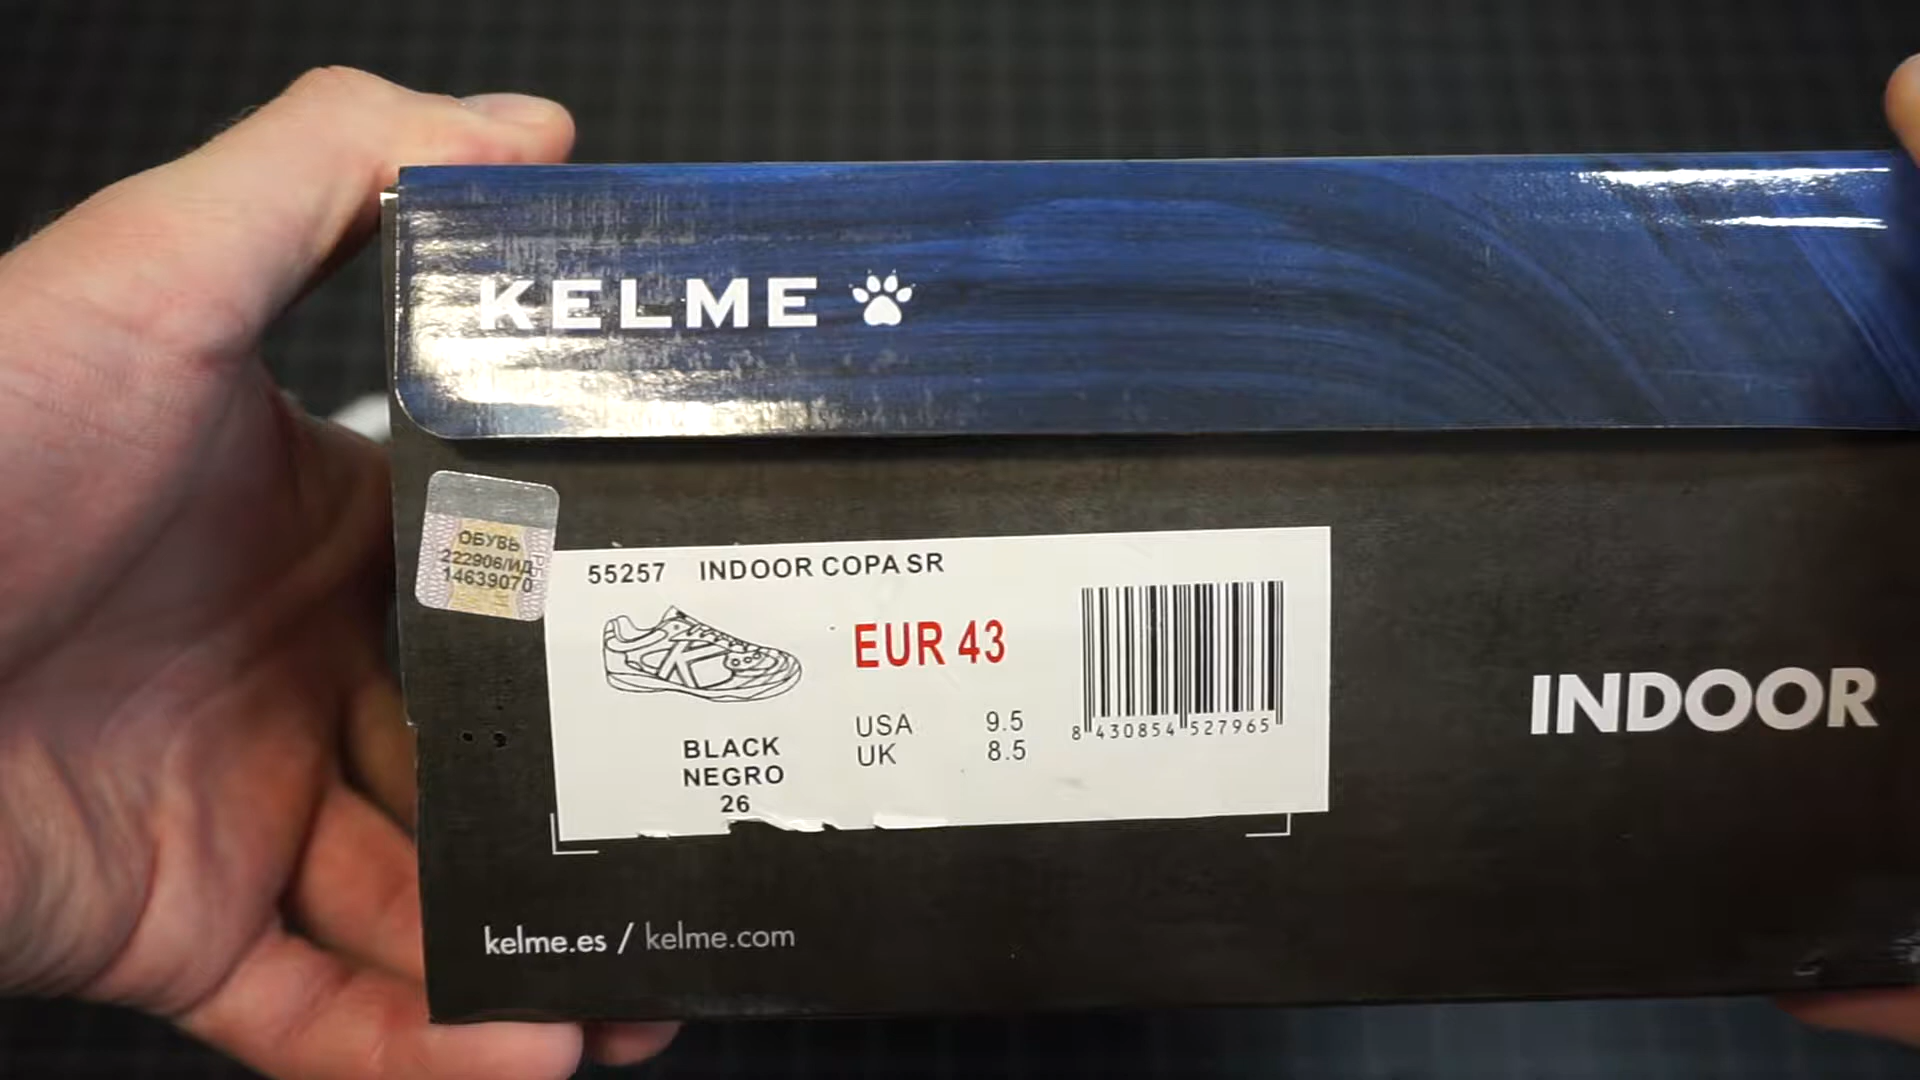 KELME
ОБУВЬ
222906/ИД
14639070
55257 INDOOR COPA SR
EUR 43
USA 9.5
UK 8.5
BLACK
NEGRO
26
8 430854 527965
INDOOR
kelme.es / kelme.com